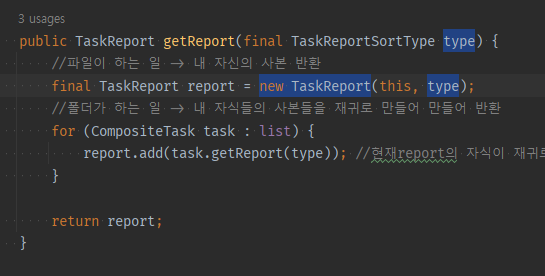 3 usages
public TaskReport getReport(final TaskReportSortType type) {
//파일이 하는 일 -> 내 자신의 사본 반환
final TaskReport report = new TaskReport(this, type);
//폴더가 하는 일 -> 내 자식들의 사본들을 재귀로 만들어 만들어 반환
for (CompositeTask task : list) {
report.add(task.getReport(type)); //현재report의 자식이 재귀
}
return report;
}